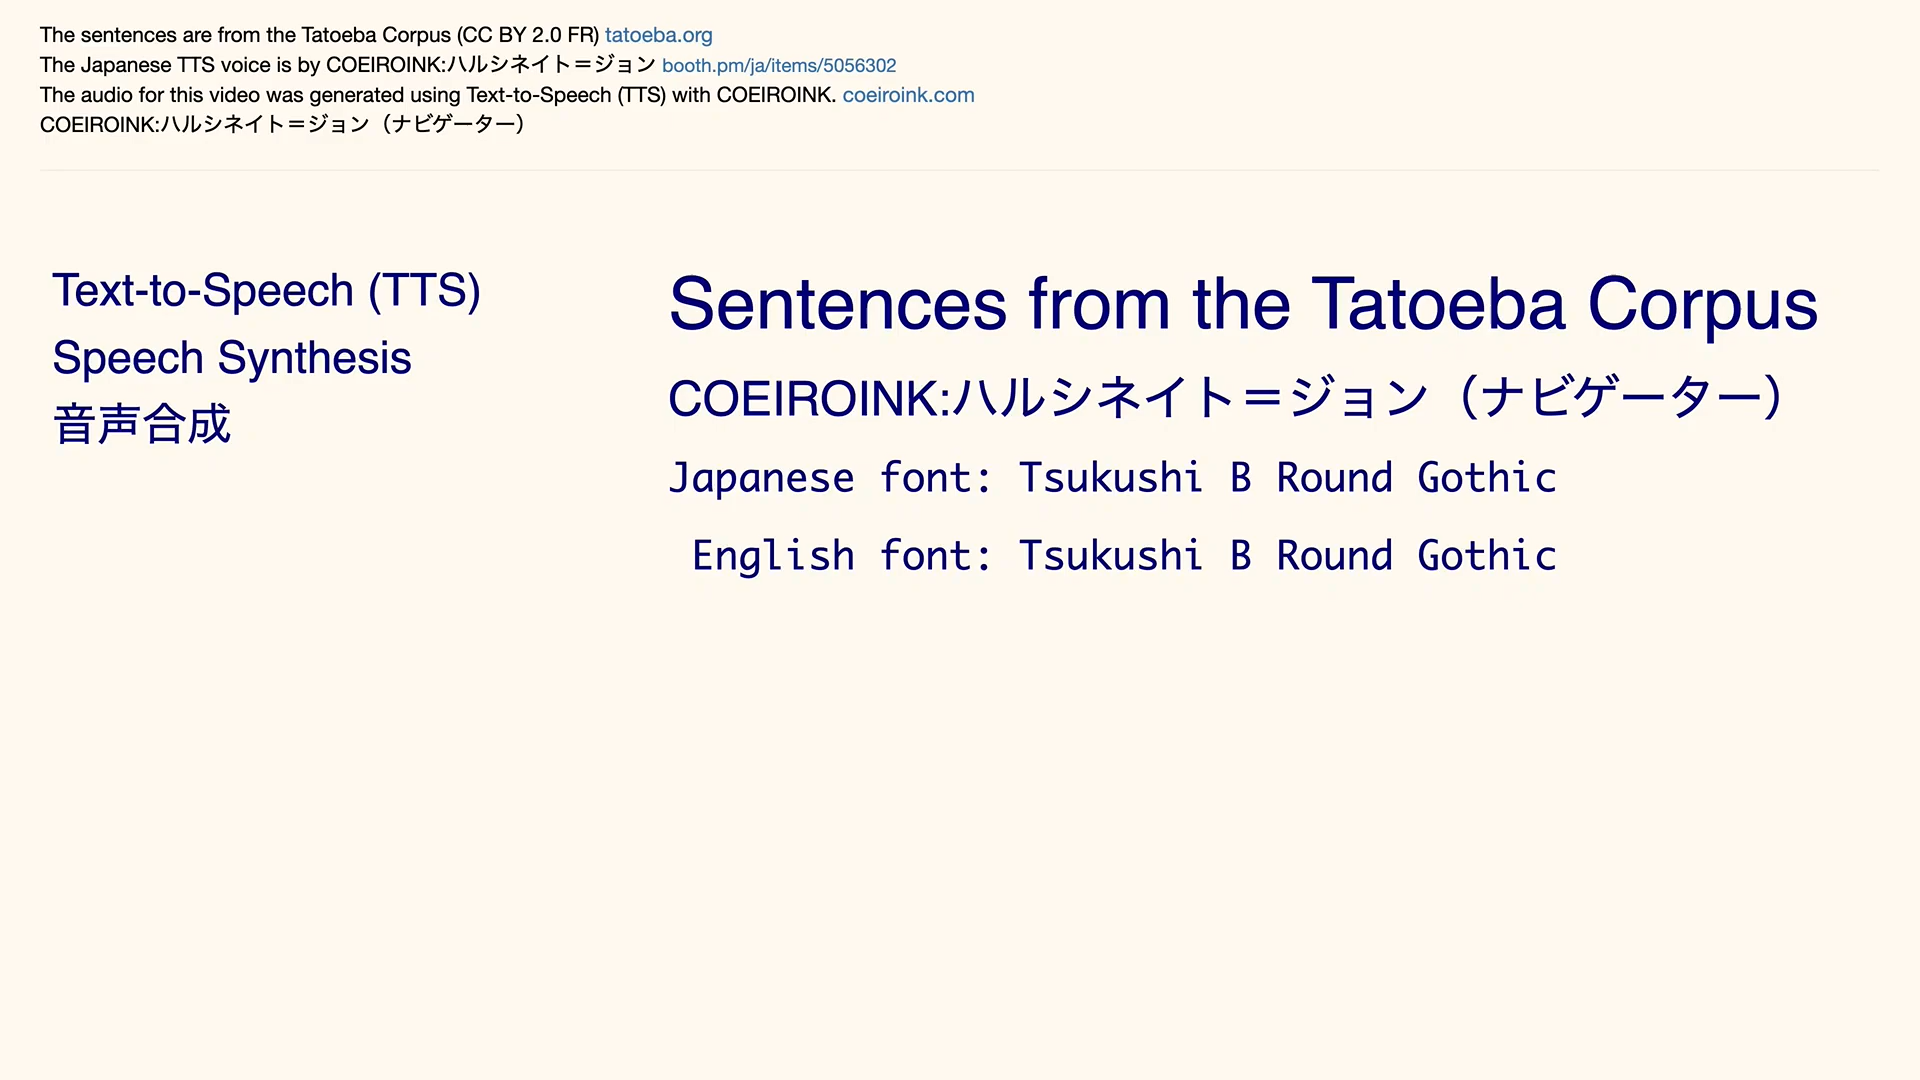 The sentences are from the Tatoeba Corpus (CC BY 2.0 FR) tatoeba.org
The Japanese TTS voice is by COEIROINK:ハルシネイト＝ジョン booth.pm/ja/items/5056302
The audio for this video was generated using Text-to-Speech (TTS) with COEIROINK. coeiroink.com
COEIROINK:ハルシネイト＝ジョン（ナビゲーター）
Text-to-Speech (TTS)
Speech Synthesis
音声合成
Sentences from the Tatoeba Corpus
COEIROINK:ハルシネイト＝ジョン（ナビゲーター）
Japanese font: Tsukushi B Round Gothic
English font: Tsukushi B Round Gothic